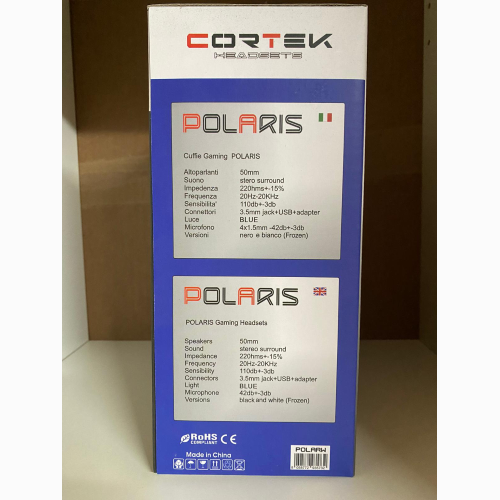 CORTEK
HEADSETS
POLARIS
Cuffie Gaming POLARIS
Altoparlanti 50mm
Suono stero surround
Impedenza 220hms+-15%
Frequenza 20Hz-20KHz
Sensibilita' 110db+-3db
Connettori 3.5mm jack+USB+adapter
Luce BLUE
Microfono 4x1.5mm -42db+-3db
Versioni nero e bianco (Frozen)
POLARIS
POLARIS Gaming Headsets
Speakers 50mm
Sound stereo surround
Impedance 220hms+-15%
Frequency 20Hz-20KHz
Sensibility 110db+-3db
Connectors 3.5mm jack+USB+adapter
Light BLUE
Microphone 42db+-3db
Versions black and white (Frozen)
RoHS CE
COMPLIANT
Made in China
POLARW